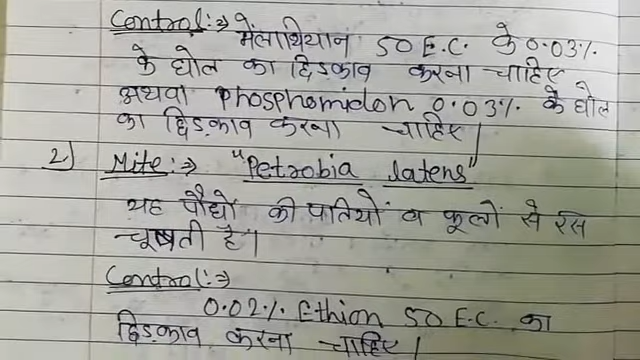 Control:⇒ मेलाथियान 50 E.C. के 0.03%
के घोल का छिड़काव करना चाहिए
अथवा Phosphomidon 0.03% के घोल
का छिड़काव करना चाहिए।
2) Mite:⇒ "Petrobia latens"
यह पौधो की पतियों व फूलों से रस
चूषती है।
Control:⇒
0.02% Ethion 50 E.C. का
छिड़काव करना चाहिए।